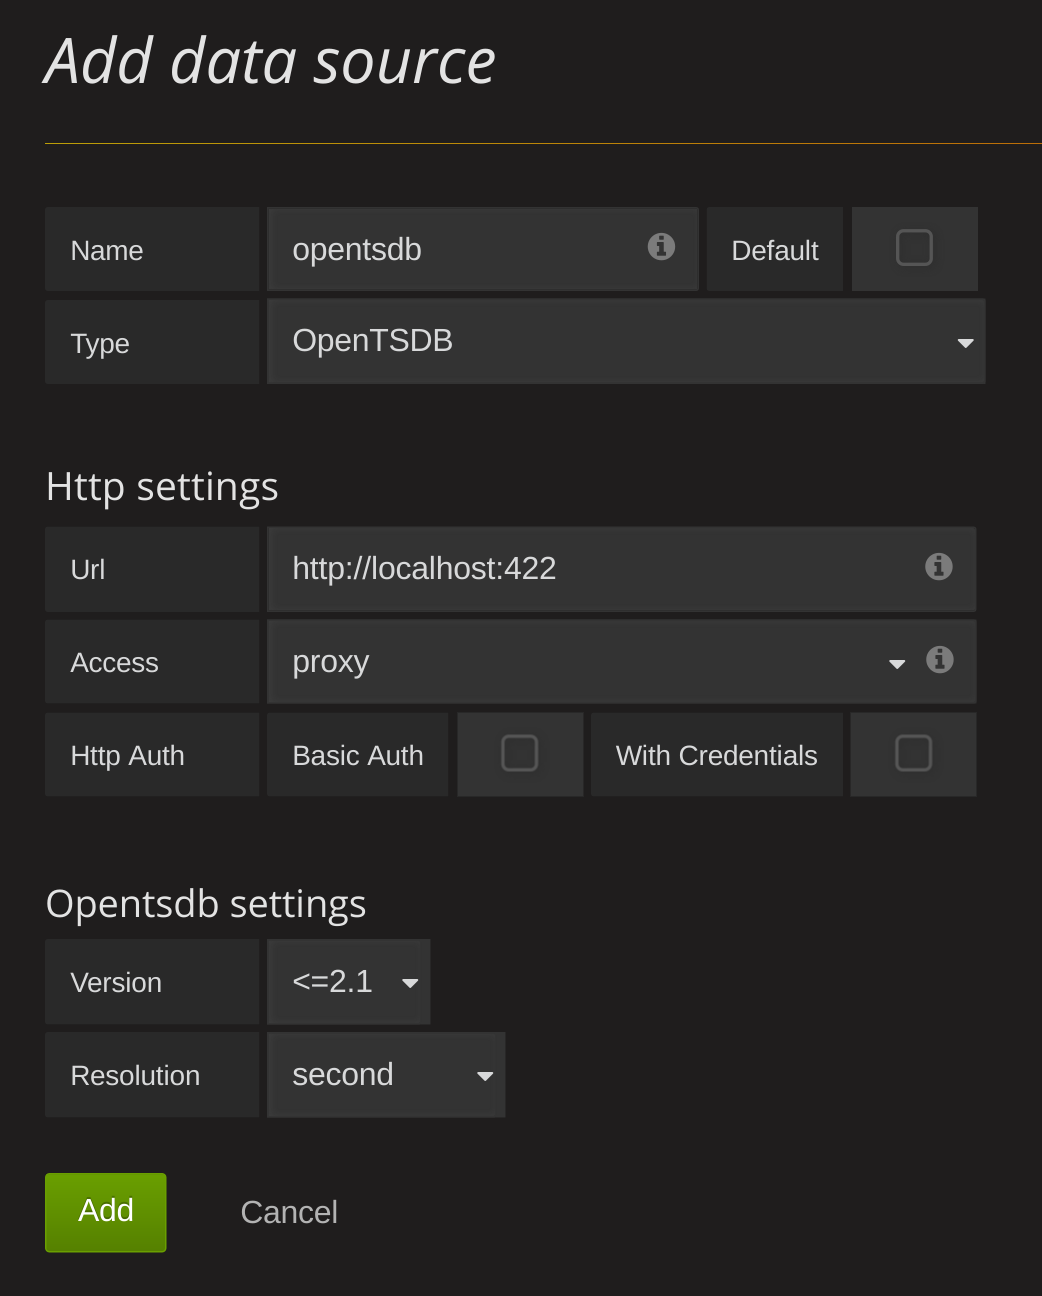 Add data source
Name opentsdb Default
Type OpenTSDB
Http settings
Url http://localhost:422
Access proxy
Http Auth Basic Auth With Credentials
Opentsdb settings
Version <=2.1
Resolution second
Add Cancel